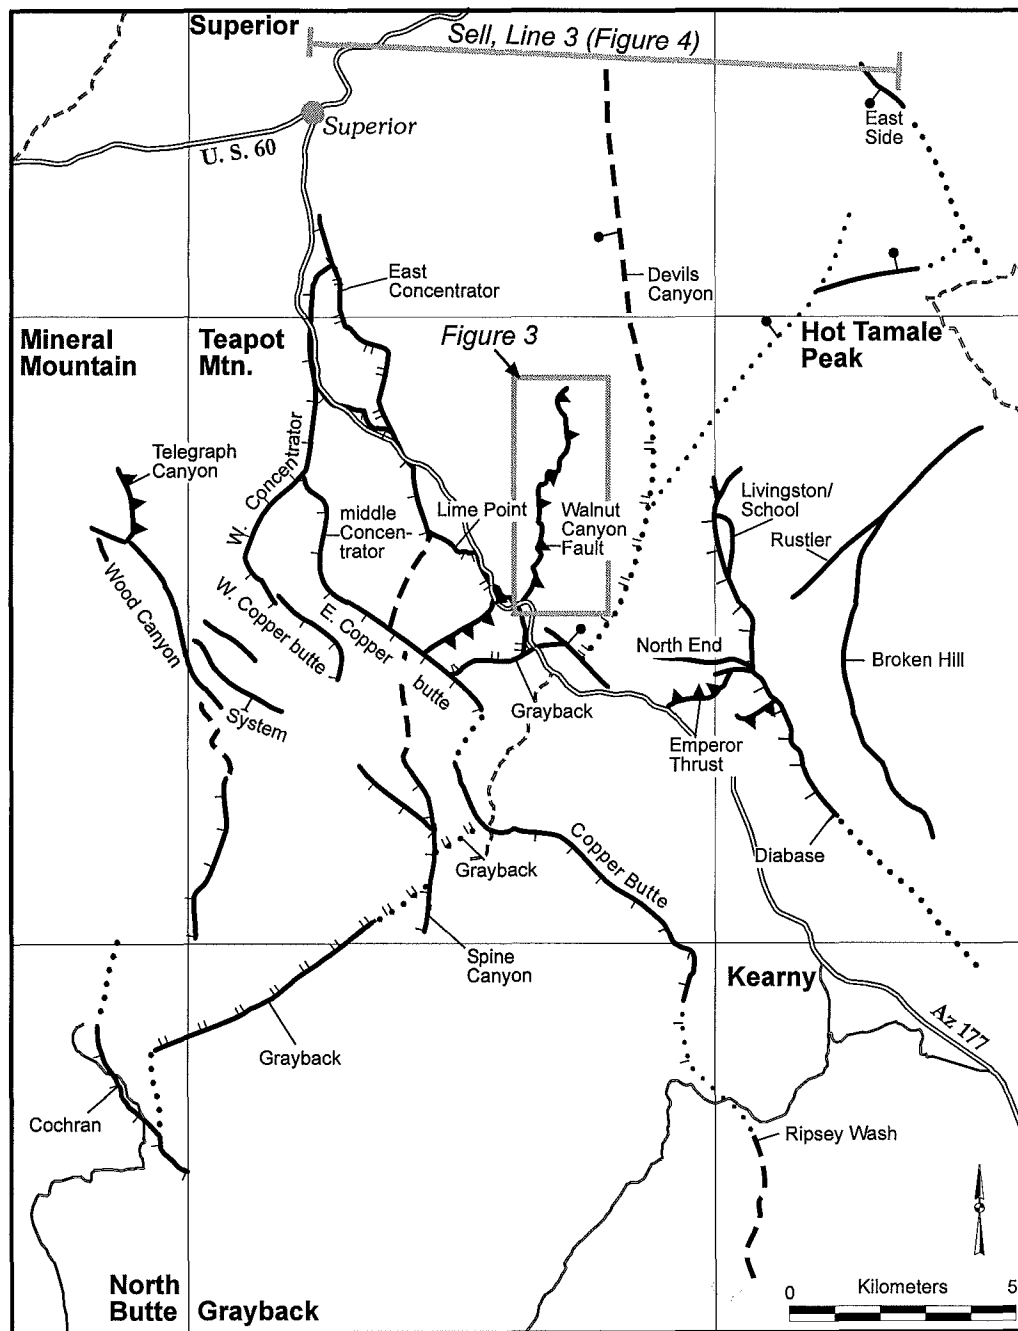 Superior
Sell, Line 3 (Figure 4)
Superior
U. S. 60
East
Side
East
Concentrator
Devils
Canyon
Mineral
Mountain
Teapot
Mtn.
Figure 3
Hot Tamale
Peak
Telegraph
Canyon
W. Concentrator
middle
Concen-
trator
Lime Point
Walnut
Canyon
Fault
Livingston/
School
Rustler
Wood Canyon
System
W. Copper butte
E. Copper
butte
North End
Broken Hill
Grayback
Emperor
Thrust
Copper Butte
Grayback
Diabase
Spine
Canyon
Kearny
Az 177
Grayback
Cochran
Ripsey Wash
North
Butte
Grayback
0
Kilometers
5